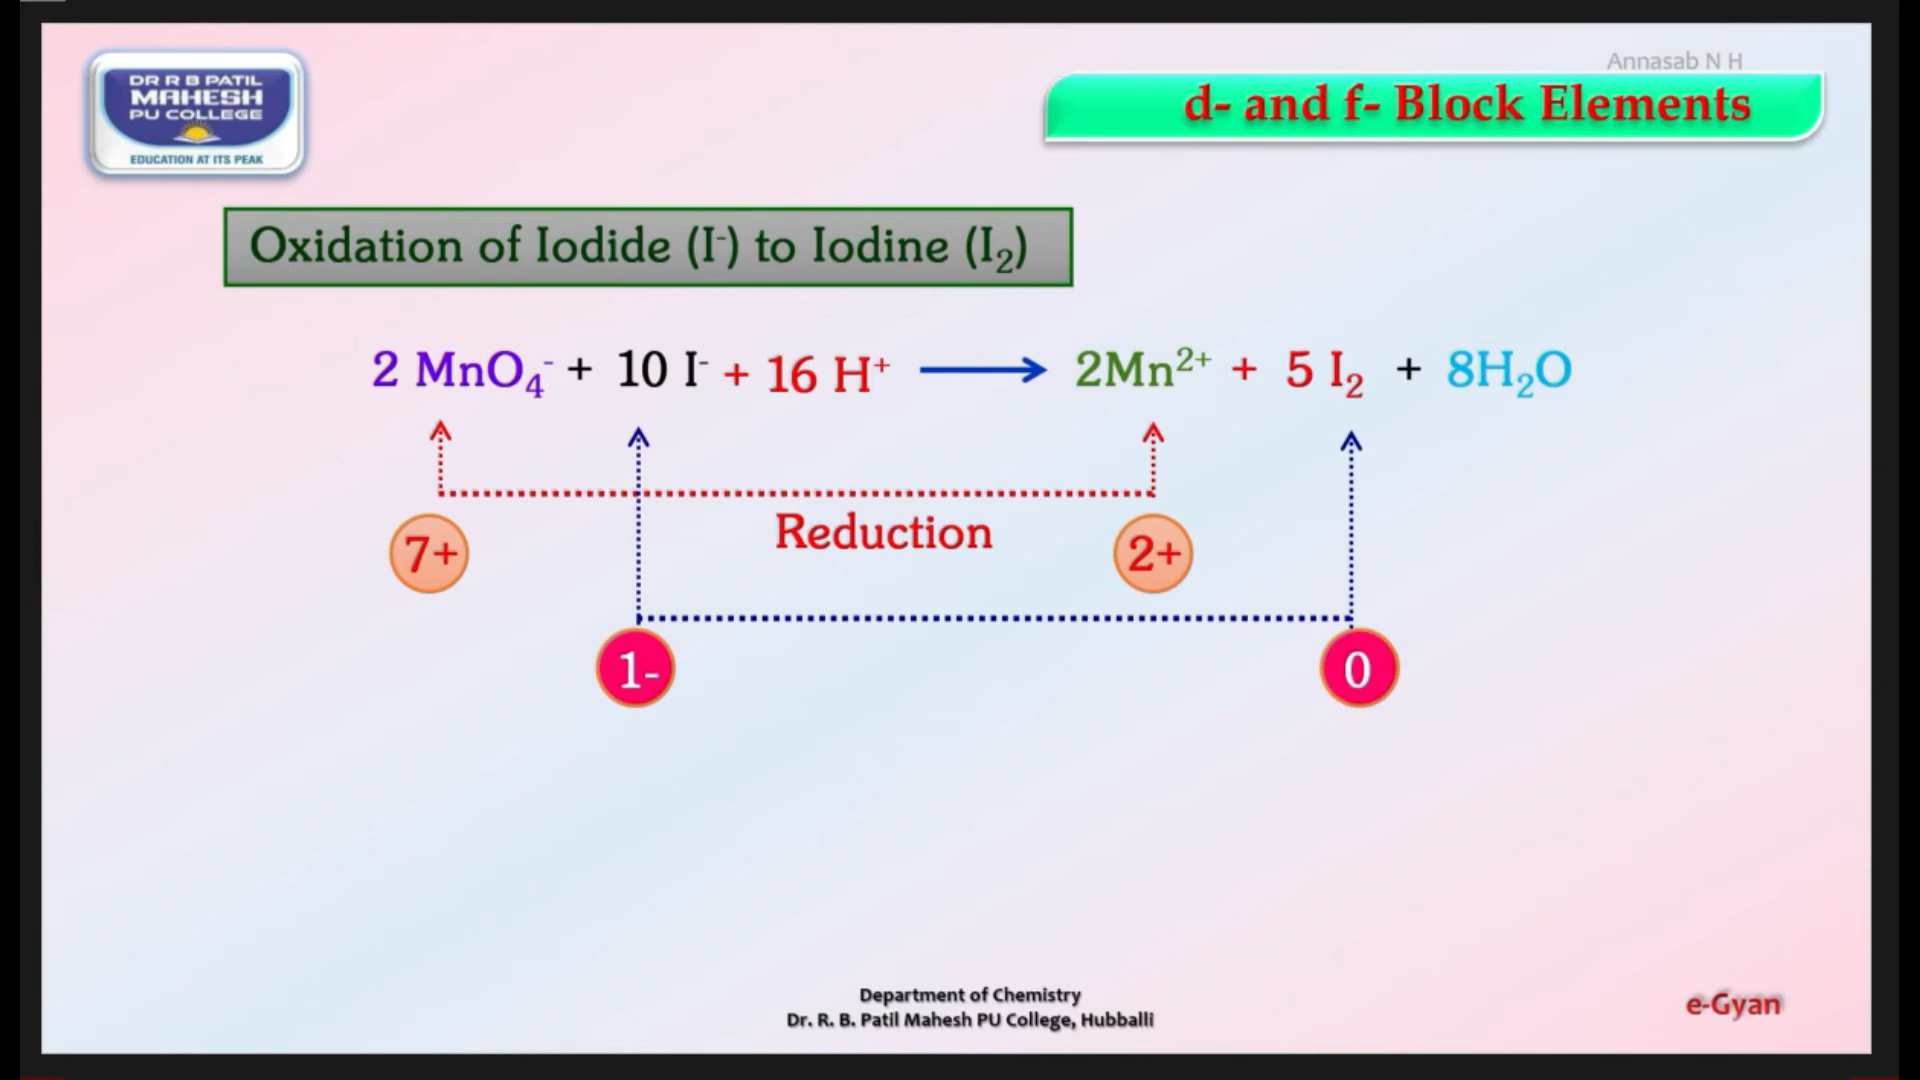 Annasab N H
DR R B PATIL
MAHESH
PU COLLEGE
EDUCATION AT ITS PEAK
d- and f- Block Elements
Oxidation of Iodide (I⁻) to Iodine (I₂)
2 MnO₄⁻ + 10 I⁻ + 16 H⁺ ⟶ 2Mn²⁺ + 5 I₂ + 8H₂O
Reduction
7+ 2+
1- 0
Department of Chemistry
Dr. R. B. Patil Mahesh PU College, Hubballi
e-Gyan